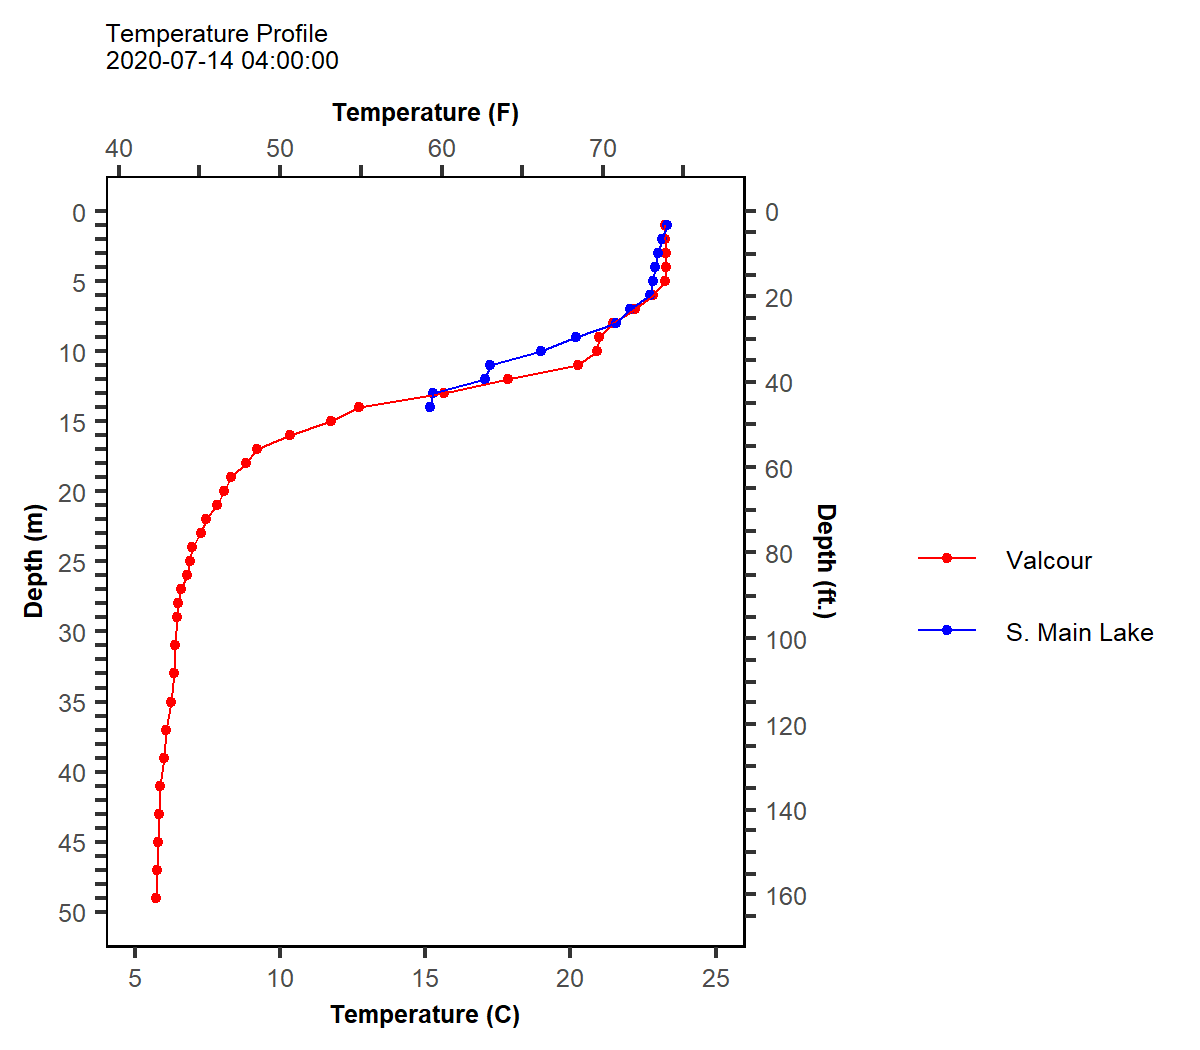 Temperature Profile
2020-07-14 04:00:00
Temperature (F)
40 50 60 70
0
5
10
15
20
25
30
35
40
45
50
Depth (m)
0
20
40
60
80
100
120
140
160
Depth (ft.)
Valcour
S. Main Lake
5 10 15 20 25
Temperature (C)